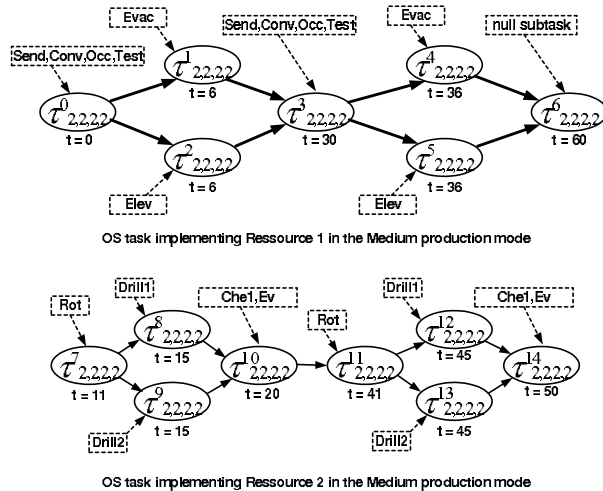 Evac
Send,Conv,Occ,Test
Evac
null subtask
Send,Conv,Occ,Test
τ¹2,2,2,2
t = 6
τ⁴2,2,2,2
t = 36
τ⁰2,2,2,2
t = 0
τ³2,2,2,2
t = 30
τ⁶2,2,2,2
t = 60
τ²2,2,2,2
t = 6
τ⁵2,2,2,2
t = 36
Elev
Elev
OS task implementing Ressource 1 in the Medium production mode
Drill1
Drill1
Rot
Che1,Ev
Che1,Ev
Rot
τ⁸2,2,2,2
t = 15
τ¹²2,2,2,2
t = 45
τ⁷2,2,2,2
t = 11
τ¹⁰2,2,2,2
t = 20
τ¹¹2,2,2,2
t = 41
τ¹⁴2,2,2,2
t = 50
τ⁹2,2,2,2
t = 15
τ¹³2,2,2,2
t = 45
Drill2
Drill2
OS task implementing Ressource 2 in the Medium production mode